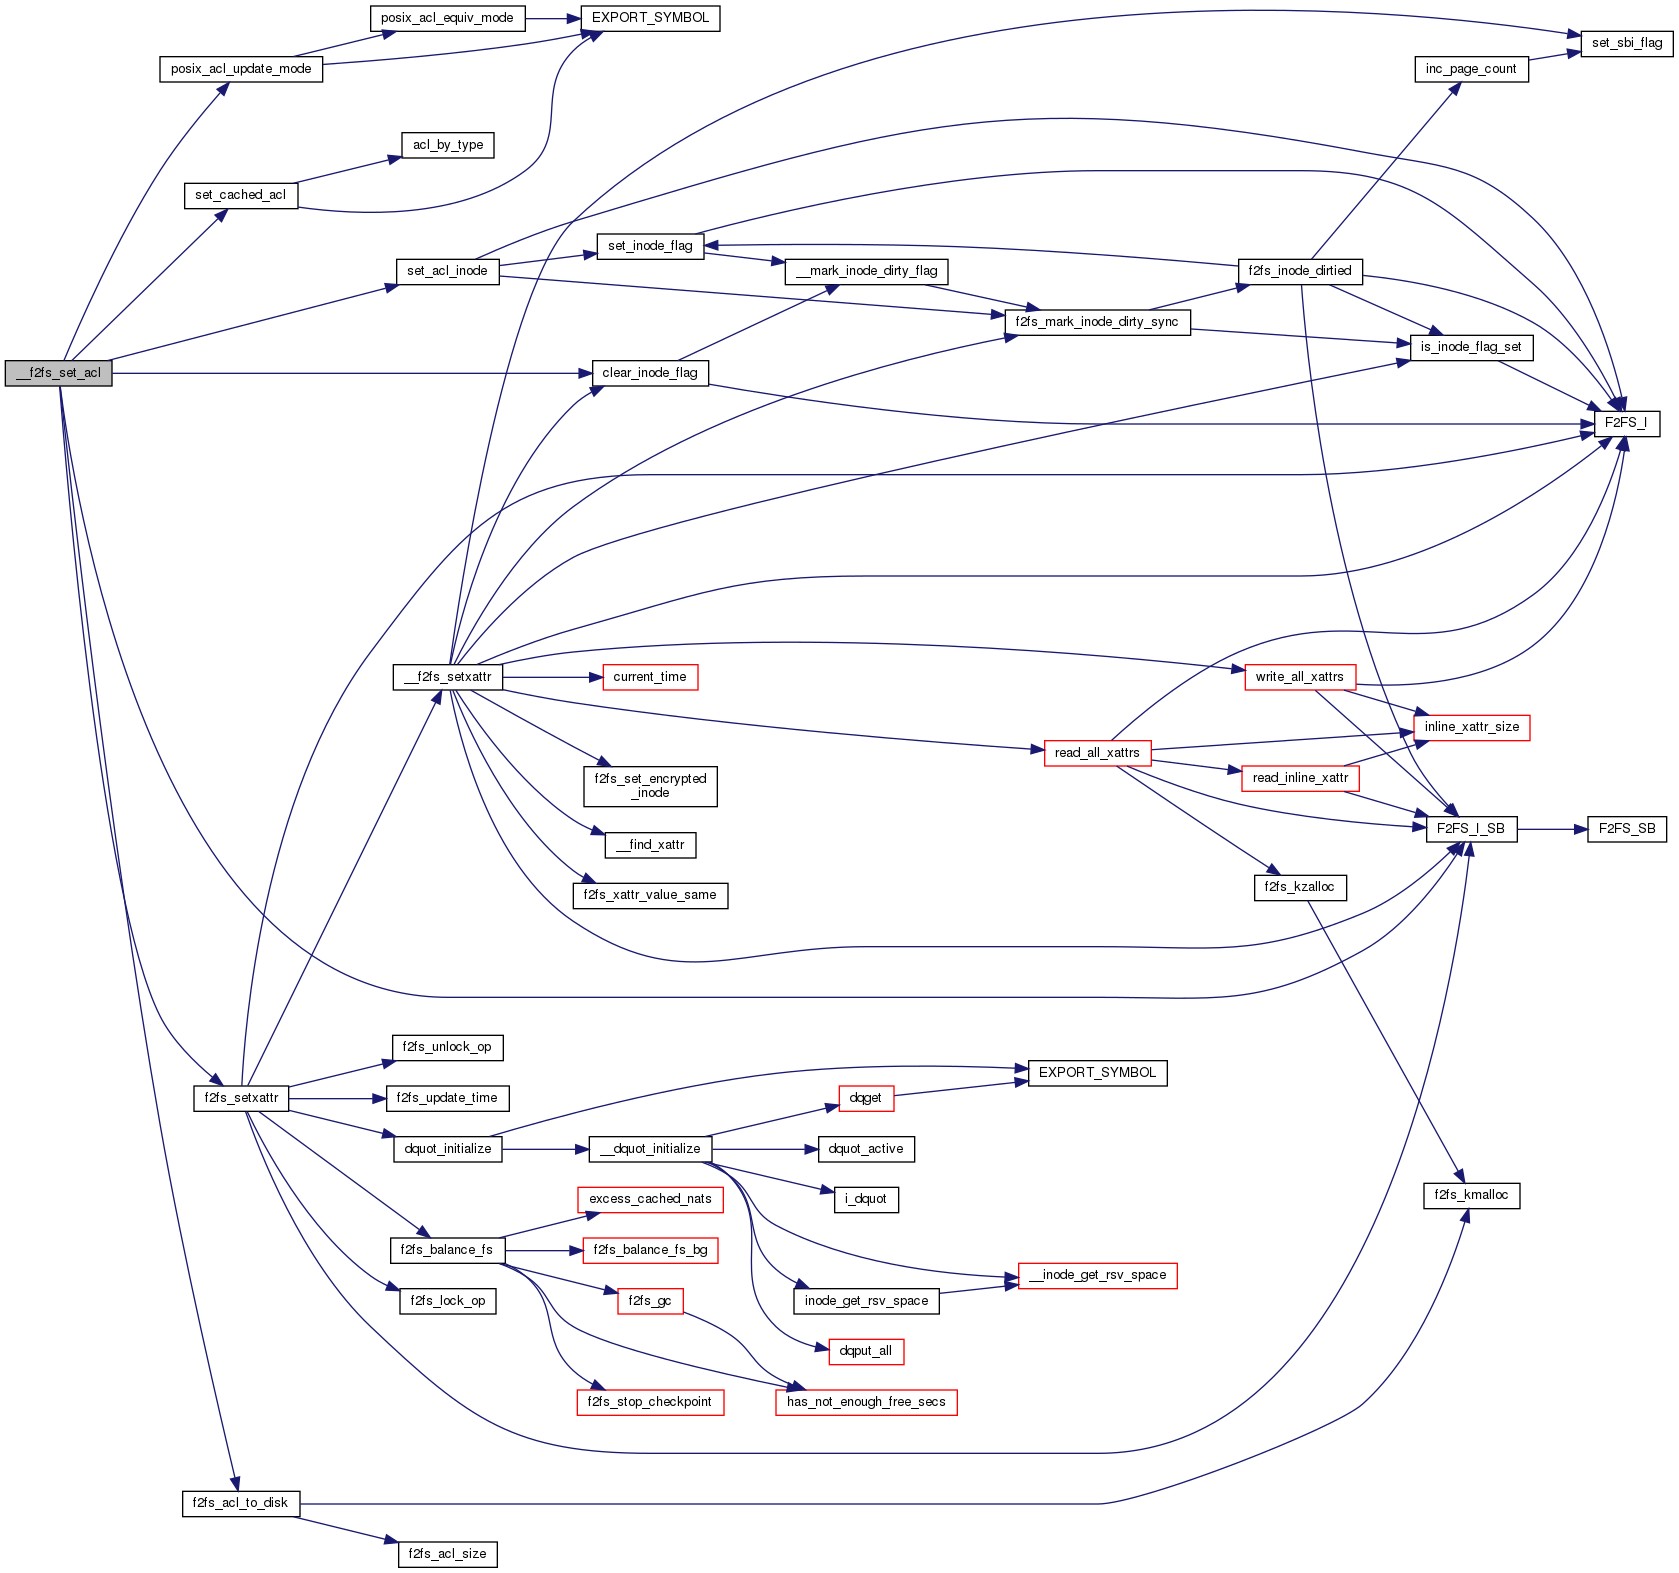 posix_acl_equiv_mode
EXPORT_SYMBOL
set_sbi_flag
posix_acl_update_mode
inc_page_count
acl_by_type
set_cached_acl
set_inode_flag
set_acl_inode
__mark_inode_dirty_flag
f2fs_inode_dirtied
f2fs_mark_inode_dirty_sync
is_inode_flag_set
__f2fs_set_acl
clear_inode_flag
F2FS_I
__f2fs_setxattr
current_time
write_all_xattrs
inline_xattr_size
read_all_xattrs
f2fs_set_encrypted
_inode
read_inline_xattr
F2FS_I_SB
F2FS_SB
__find_xattr
f2fs_xattr_value_same
f2fs_kzalloc
f2fs_unlock_op
EXPORT_SYMBOL
f2fs_setxattr
f2fs_update_time
dqget
dquot_initialize
__dquot_initialize
dquot_active
excess_cached_nats
i_dquot
f2fs_kmalloc
f2fs_balance_fs
f2fs_balance_fs_bg
__inode_get_rsv_space
f2fs_lock_op
f2fs_gc
inode_get_rsv_space
dqput_all
f2fs_stop_checkpoint
has_not_enough_free_secs
f2fs_acl_to_disk
f2fs_acl_size